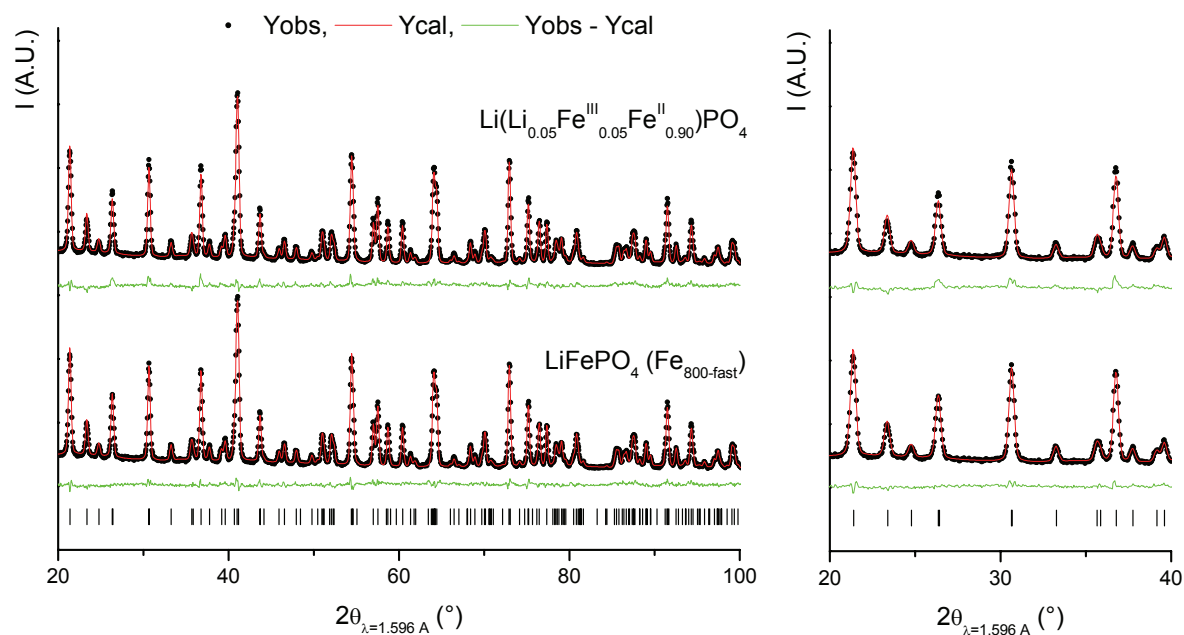 Yobs, Ycal, Yobs - Ycal
I (A.U.)
Li(Li0.05FeIII0.05FeII0.90)PO4
LiFePO4 (Fe800-fast)
20 40 60 80 100
2θλ=1.596 A (°)
I (A.U.)
20 30 40
2θλ=1.596 A (°)